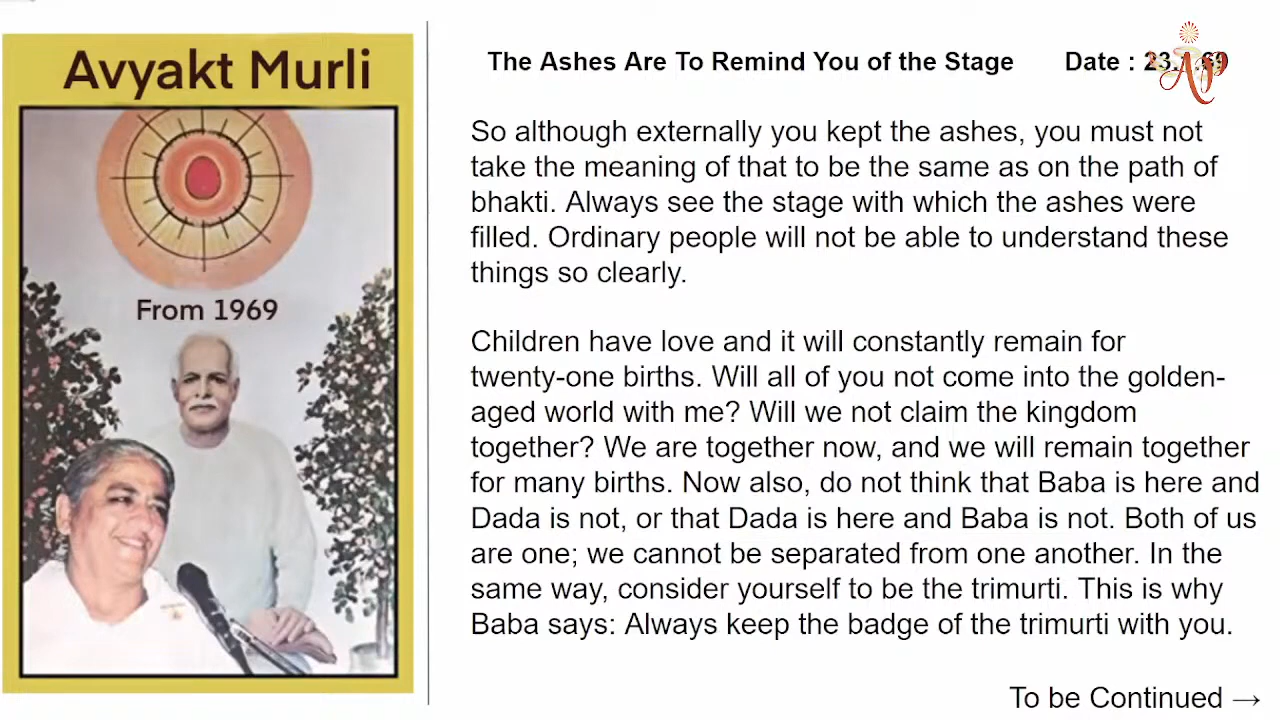 Avyakt Murli
From 1969
The Ashes Are To Remind You of the Stage Date :
So although externally you kept the ashes, you must not
take the meaning of that to be the same as on the path of
bhakti. Always see the stage with which the ashes were
filled. Ordinary people will not be able to understand these
things so clearly.
Children have love and it will constantly remain for
twenty-one births. Will all of you not come into the golden-
aged world with me? Will we not claim the kingdom
together? We are together now, and we will remain together
for many births. Now also, do not think that Baba is here and
Dada is not, or that Dada is here and Baba is not. Both of us
are one; we cannot be separated from one another. In the
same way, consider yourself to be the trimurti. This is why
Baba says: Always keep the badge of the trimurti with you.
To be Continued →